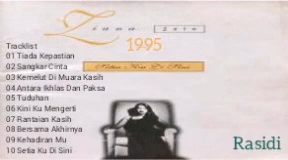 Ziana Zain
1995
Tracklist
01 Tiada Kepastian
02 Sangkar Cinta
03 Kemelut Di Muara Kasih
04 Antara Ikhlas Dan Paksa
05 Tuduhan
06 Kini Ku Mengerti
07 Rantaian Kasih
08 Bersama Akhirnya
09 Kehadiran Mu
10 Setia Ku Di Sini
Rasidi